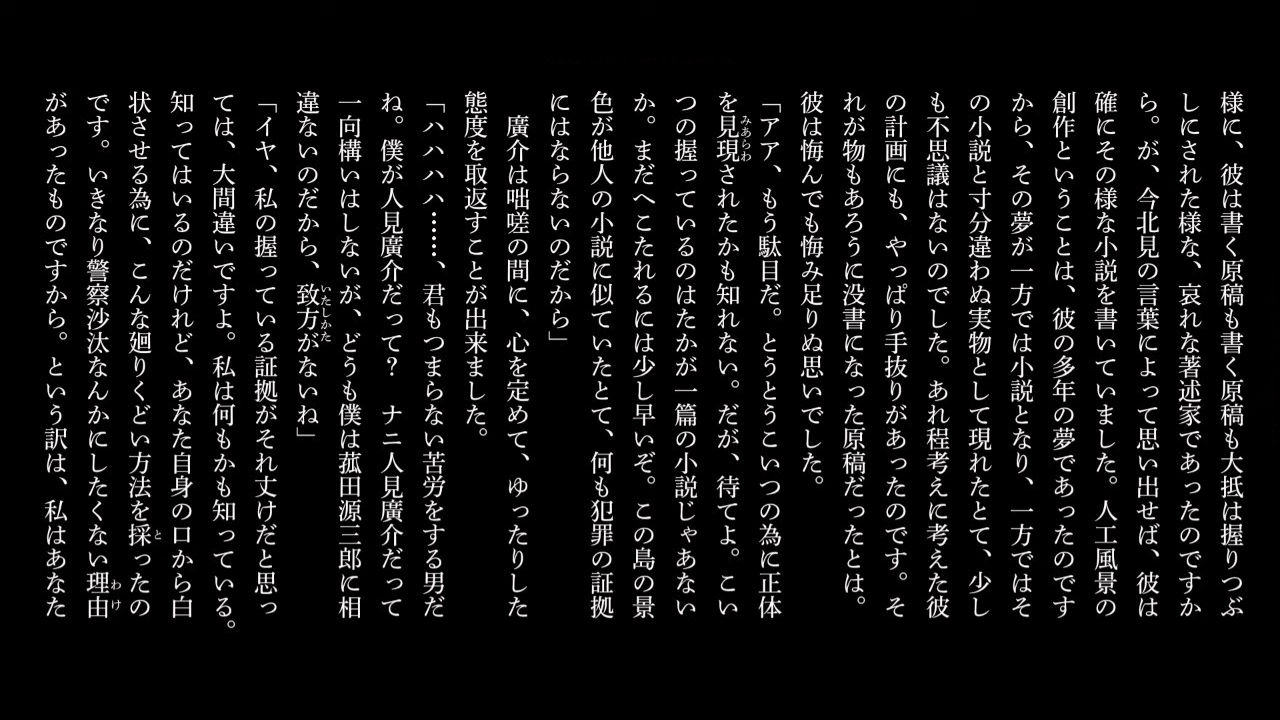 様に、彼は書く原稿も書く原稿も大抵は握りつぶ
しにされた様な、哀れな著述家であったのですか
ら。が、今北見の言葉によって思い出せば、彼は
確にその様な小説を書いていました。人工風景の
創作ということは、彼の多年の夢であったのです
から、その夢が一方では小説となり、一方ではそ
の小説と寸分違わぬ実物として現れたとて、少し
も不思議はないのでした。あれ程考えに考えた彼
の計画にも、やっぱり手抜りがあったのです。そ
れが物もあろうに没書になった原稿だったとは。
彼は悔んでも悔み足りぬ思いでした。
「アア、もう駄目だ。とうとうこいつの為に正体
を見現されたかも知れない。だが、待てよ。こい
みあらわ
つの握っているのはたかが一篇の小説じゃあない
か。まだへこたれるには少し早いぞ。この島の景
色が他人の小説に似ていたとて、何も犯罪の証拠
にはならないのだから」
　廣介は咄嗟の間に、心を定めて、ゆったりした
態度を取返すことが出来ました。
「ハハハハ……、君もつまらない苦労をする男だ
ね。僕が人見廣介だって？　ナニ人見廣介だって
一向構いはしないが、どうも僕は菰田源三郎に相
違ないのだから、致方がないね」
いたしかた
「イヤ、私の握っている証拠がそれ丈けだと思っ
ては、大間違いですよ。私は何もかも知っている。
知ってはいるのだけれど、あなた自身の口から白
状させる為に、こんな廻りくどい方法を採ったの
と
です。いきなり警察沙汰なんかにしたくない理由
わけ
があったものですから。という訳は、私はあなた